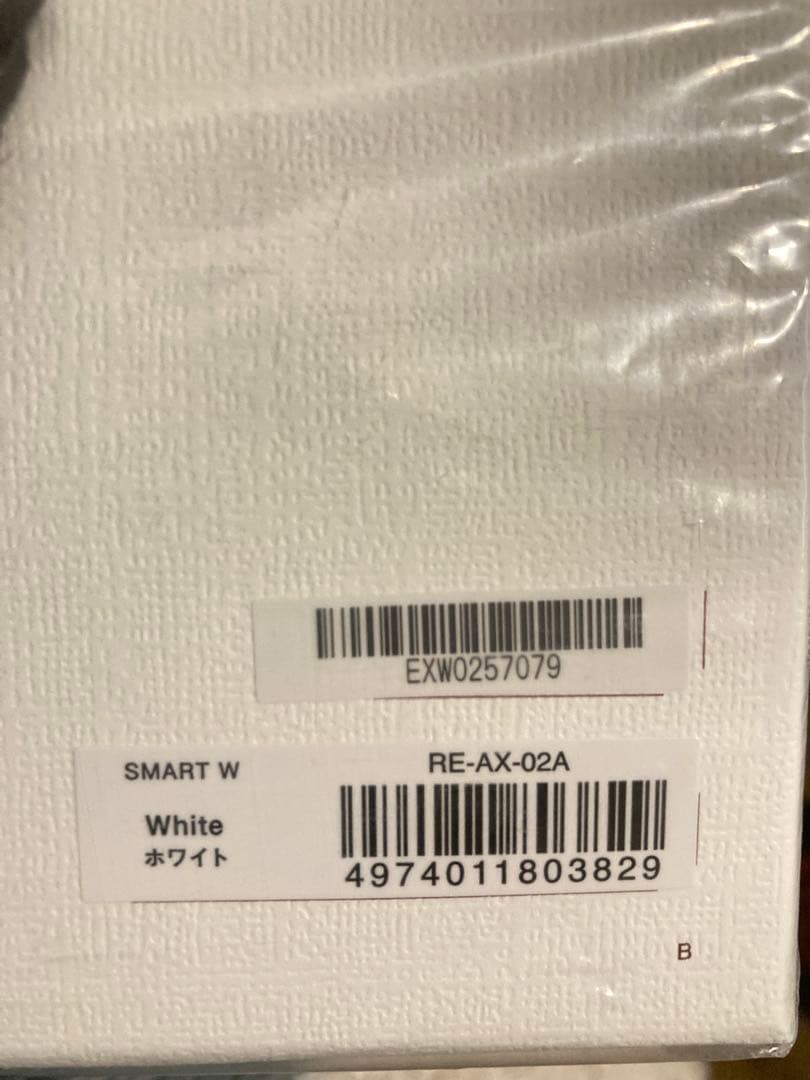 EXW0257079
SMART W
RE-AX-02A
White
ホワイト
4974011803829
B